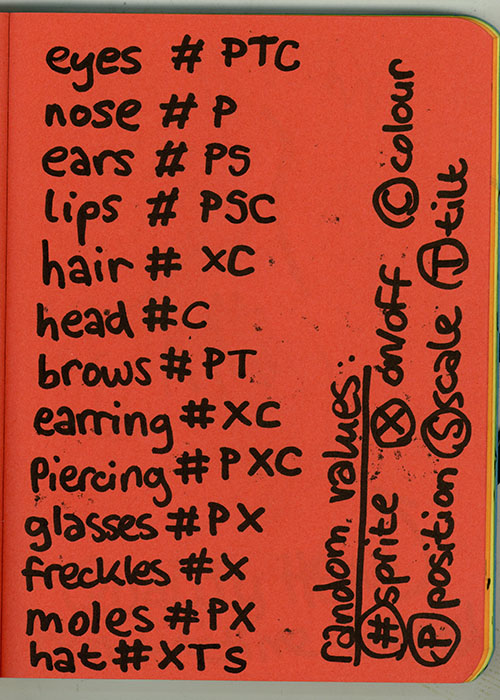 eyes # PTC
nose # P
ears # PS
lips # PSC
hair # XC
head # C
brows # PT
earring # XC
Piercing # PXC
glasses # PX
freckles # X
moles # PX
hat # XTS
random values:
# sprite X on/off C colour
P position S scale T tilt